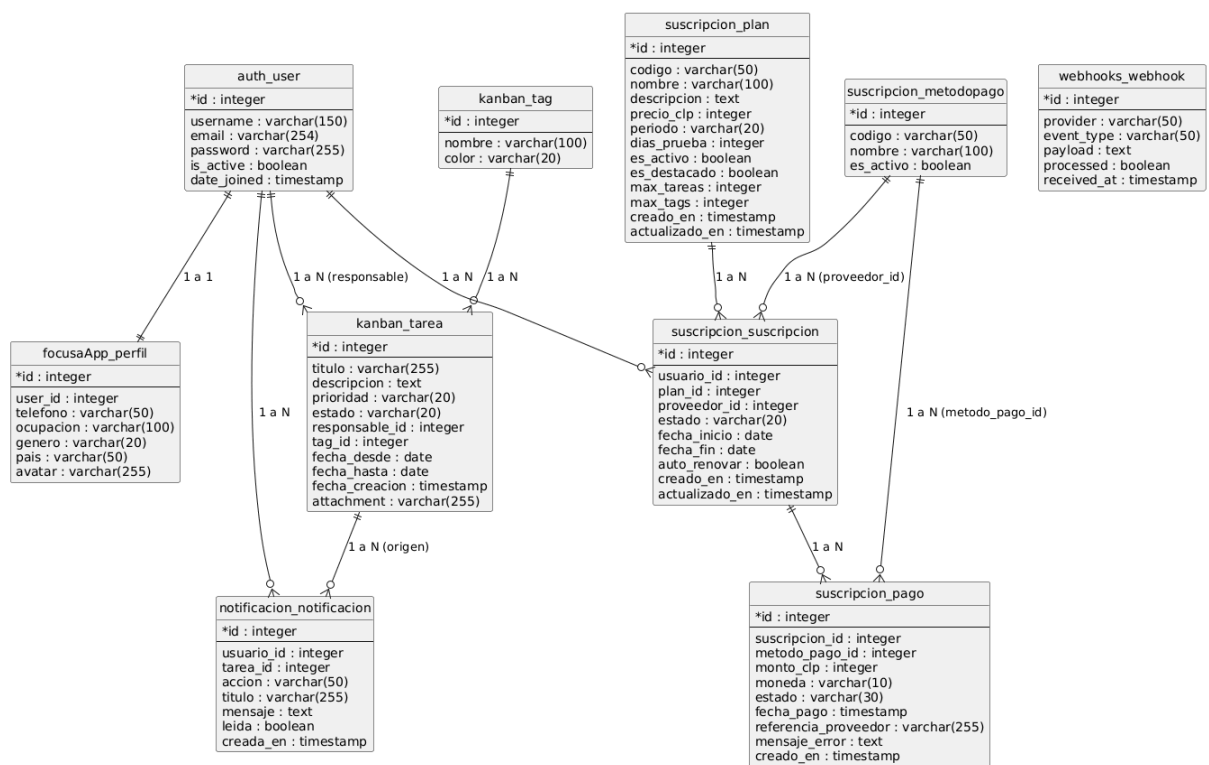 suscripcion_plan
*id : integer
codigo : varchar(50)
nombre : varchar(100)
descripcion : text
precio_clp : integer
periodo : varchar(20)
dias_prueba : integer
es_activo : boolean
es_destacado : boolean
max_tareas : integer
max_tags : integer
creado_en : timestamp
actualizado_en : timestamp
auth_user
*id : integer
username : varchar(150)
email : varchar(254)
password : varchar(255)
is_active : boolean
date_joined : timestamp
kanban_tag
*id : integer
nombre : varchar(100)
color : varchar(20)
suscripcion_metodopago
*id : integer
codigo : varchar(50)
nombre : varchar(100)
es_activo : boolean
webhooks_webhook
*id : integer
provider : varchar(50)
event_type : varchar(50)
payload : text
processed : boolean
received_at : timestamp
1 a 1
1 a N (responsable)
1 a N
1 a N
1 a N
1 a N (proveedor_id)
focusaApp_perfil
*id : integer
user_id : integer
telefono : varchar(50)
ocupacion : varchar(100)
genero : varchar(20)
pais : varchar(50)
avatar : varchar(255)
1 a N
kanban_tarea
*id : integer
titulo : varchar(255)
descripcion : text
prioridad : varchar(20)
estado : varchar(20)
responsable_id : integer
tag_id : integer
fecha_desde : date
fecha_hasta : date
fecha_creacion : timestamp
attachment : varchar(255)
suscripcion_suscripcion
*id : integer
usuario_id : integer
plan_id : integer
proveedor_id : integer
estado : varchar(20)
fecha_inicio : date
fecha_fin : date
auto_renovar : boolean
creado_en : timestamp
actualizado_en : timestamp
1 a N (metodo_pago_id)
1 a N (origen)
1 a N
notificacion_notificacion
*id : integer
usuario_id : integer
tarea_id : integer
accion : varchar(50)
titulo : varchar(255)
mensaje : text
leida : boolean
creada_en : timestamp
suscripcion_pago
*id : integer
suscripcion_id : integer
metodo_pago_id : integer
monto_clp : integer
moneda : varchar(10)
estado : varchar(30)
fecha_pago : timestamp
referencia_proveedor : varchar(255)
mensaje_error : text
creado_en : timestamp